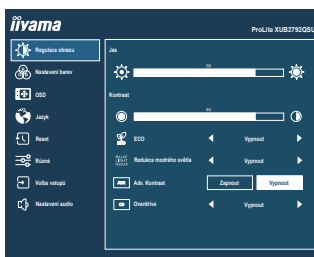 iiyama
ProLite XUB2792QSU
Regulace obrazu
Nastavení barev
OSD
Jazyk
Reset
Různé
Volba vstupů
Nastavení audio
Jas
Kontrast
ECO
Vypnout
Redukce modrého světla
Vypnout
Adv. Kontrast
Zapnout
Vypnout
Overdrive
Vypnout